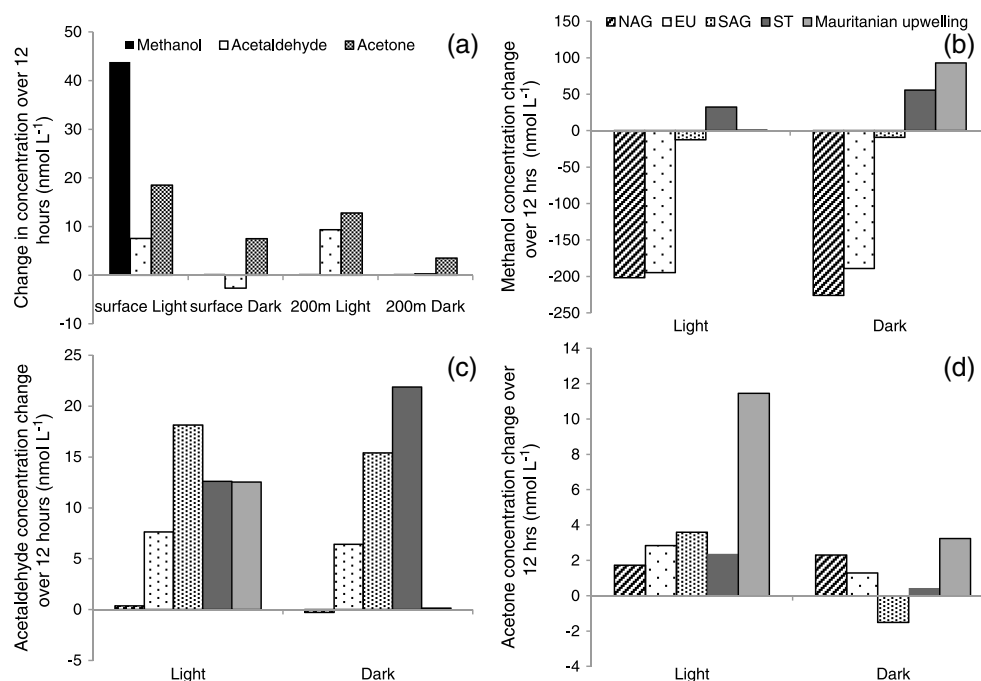 (a)
Methanol Acetaldehyde Acetone
Change in concentration over 12
hours (nmol L⁻¹)
50
40
30
20
10
0
-10
surface Light surface Dark 200m Light 200m Dark
(b)
NAG EU SAG ST Mauritanian upwelling
Methanol concentration change
over 12 hrs (nmol L⁻¹)
150
100
50
0
-50
-100
-150
-200
-250
Light Dark
(c)
Acetaldehyde concentration change
over 12 hours (nmol L⁻¹)
25
20
15
10
5
0
-5
Light Dark
(d)
Acetone concentration change over
12 hrs (nmol L⁻¹)
14
12
10
8
6
4
2
0
-2
-4
Light Dark